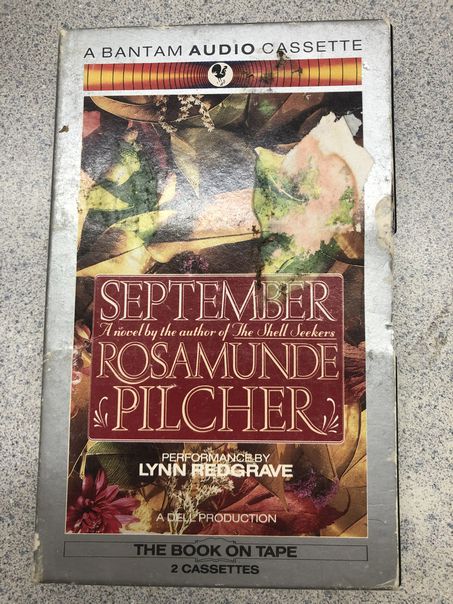 A BANTAM AUDIO CASSETTE
SEPTEMBER
A novel by the author of The Shell Seekers
ROSAMUNDE
PILCHER
PERFORMANCE BY
LYNN REDGRAVE
A DELL PRODUCTION
THE BOOK ON TAPE
2 CASSETTES